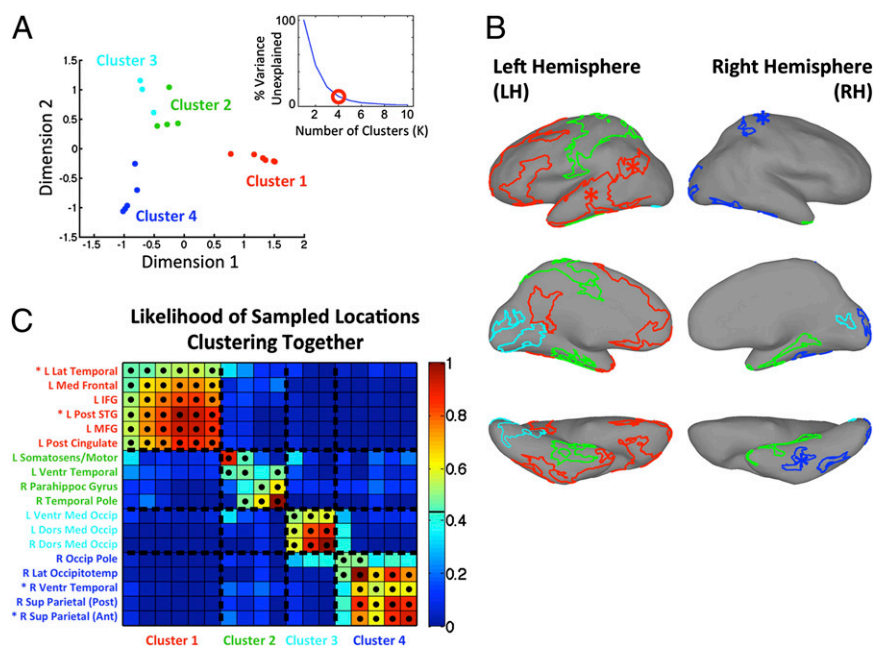 A
Cluster 3
Cluster 2
Cluster 1
Cluster 4
Dimension 2
Dimension 1
1.5
1
0.5
0
-0.5
-1
-1.5
-1.5
-1
-0.5
0
0.5
1
1.5
2
% Variance
Unexplained
100
50
0
2
4
6
8
10
Number of Clusters (K)
B
Left Hemisphere
(LH)
Right Hemisphere
(RH)
*
*
*
*
C
Likelihood of Sampled Locations
Clustering Together
* L Lat Temporal
L Med Frontal
L IFG
* L Post STG
L MFG
L Post Cingulate
L Somatosens/Motor
L Ventr Temporal
R Parahippoc Gyrus
R Temporal Pole
L Ventr Med Occip
L Dors Med Occip
R Dors Med Occip
R Occip Pole
R Lat Occipitotemp
* R Ventr Temporal
R Sup Parietal (Post)
* R Sup Parietal (Ant)
Cluster 1
Cluster 2
Cluster 3
Cluster 4
1
0.8
0.6
0.4
0.2
0